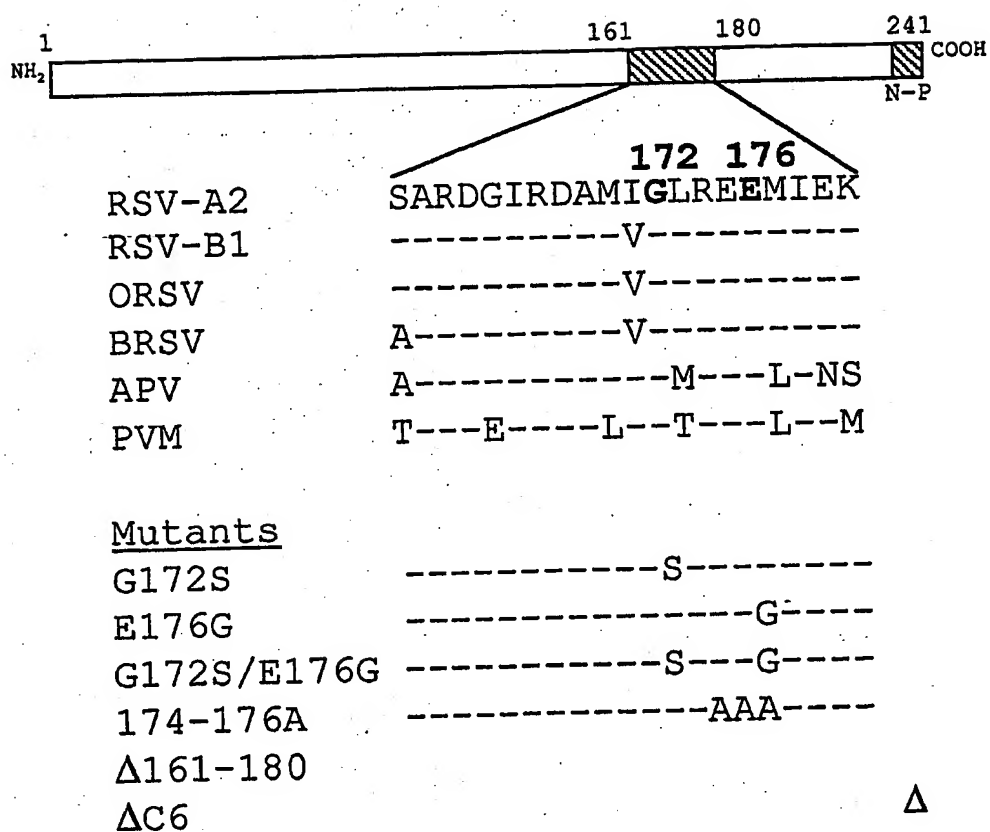 1 161 180 241
NH₂ COOH
N-P
172 176
RSV-A2 SARDGIRDAMIGLREEMIEK
RSV-B1 ----------V---------
ORSV ----------V---------
BRSV A---------V---------
APV A-----------M---L-NS
PVM T---E----L--T---L--M
Mutants
G172S -----------S--------
E176G ---------------G----
G172S/E176G -----------S---G----
174-176A -------------AAA----
Δ161-180
ΔC6 Δ